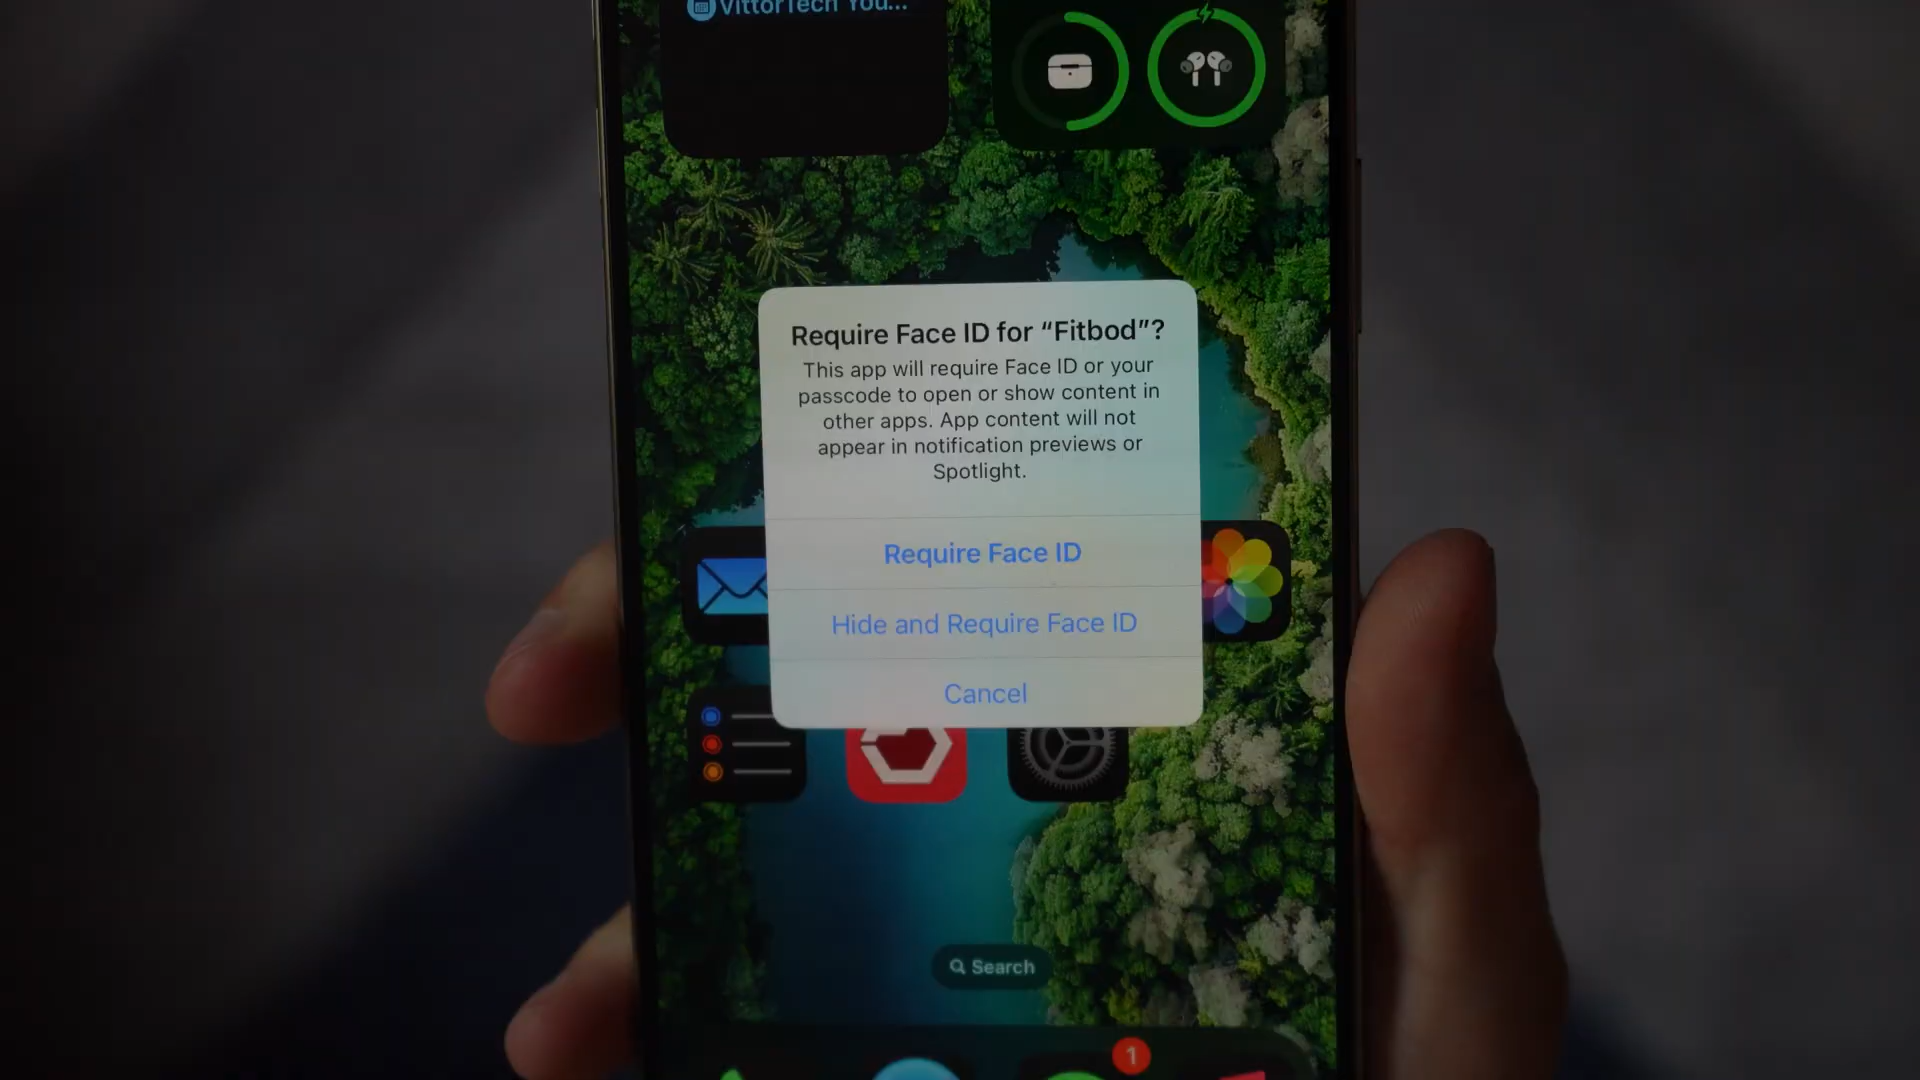 VittorTech You...
Require Face ID for “Fitbod”?
This app will require Face ID or your
passcode to open or show content in
other apps. App content will not
appear in notification previews or
Spotlight.
Require Face ID
Hide and Require Face ID
Cancel
Search
1